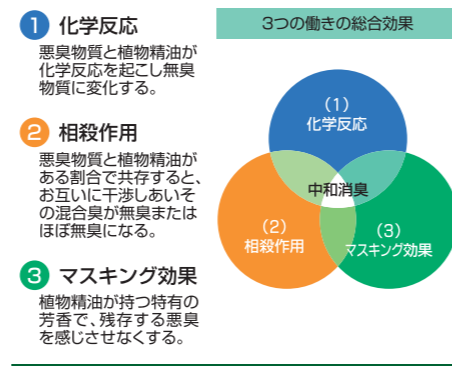 1 化学反応
悪臭物質と植物精油が
化学反応を起こし無臭
物質に変化する。
2 相殺作用
悪臭物質と植物精油が
ある割合で共存すると、
お互いに干渉しあいそ
の混合臭が無臭または
ほぼ無臭になる。
3 マスキング効果
植物精油が持つ特有の
芳香で、残存する悪臭
を感じさせなくする。
3つの働きの総合効果
(1)
化学反応
中和消臭
(2)
相殺作用
(3)
マスキング効果